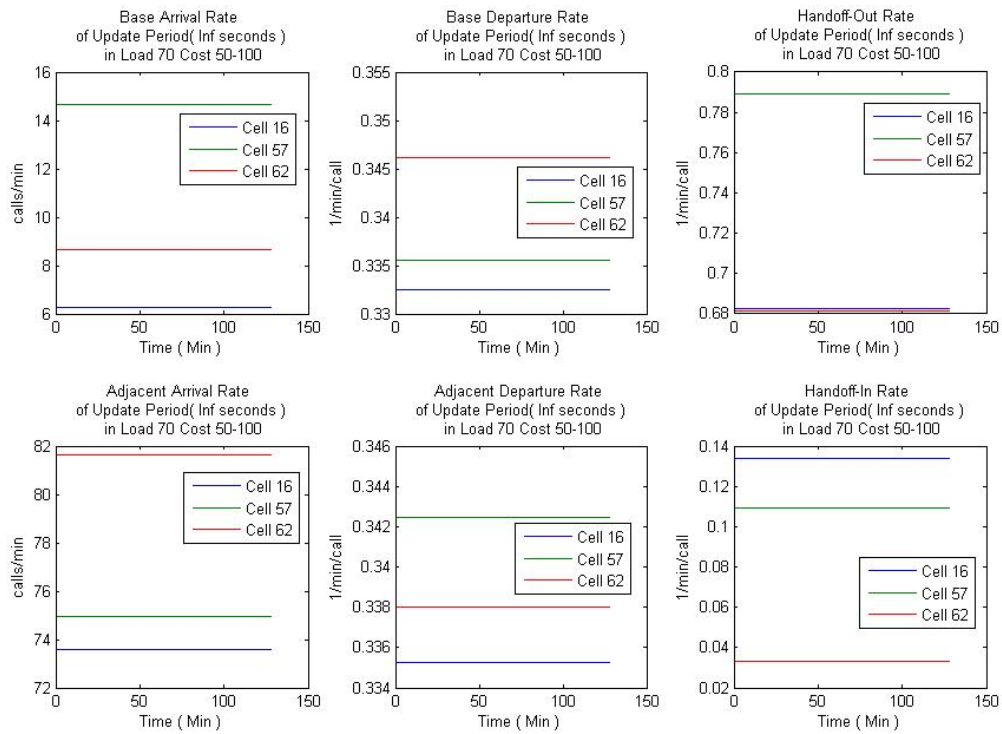 Base Arrival Rate
of Update Period( Inf seconds )
in Load 70 Cost 50-100
16
14
12
10
8
6
calls/min
Cell 16
Cell 57
Cell 62
0
50
100
150
Time ( Min )
Base Departure Rate
of Update Period( Inf seconds )
in Load 70 Cost 50-100
0.355
0.35
0.345
0.34
0.335
0.33
1/min/call
Cell 16
Cell 57
Cell 62
0
50
100
150
Time ( Min )
Handoff-Out Rate
of Update Period( Inf seconds )
in Load 70 Cost 50-100
0.8
0.78
0.76
0.74
0.72
0.7
0.68
1/min/call
Cell 16
Cell 57
Cell 62
0
50
100
150
Time ( Min )
Adjacent Arrival Rate
of Update Period( Inf seconds )
in Load 70 Cost 50-100
82
80
78
76
74
72
calls/min
Cell 16
Cell 57
Cell 62
0
50
100
150
Time ( Min )
Adjacent Departure Rate
of Update Period( Inf seconds )
in Load 70 Cost 50-100
0.346
0.344
0.342
0.34
0.338
0.336
0.334
1/min/call
Cell 16
Cell 57
Cell 62
0
50
100
150
Time ( Min )
Handoff-In Rate
of Update Period( Inf seconds )
in Load 70 Cost 50-100
0.14
0.12
0.1
0.08
0.06
0.04
0.02
1/min/call
Cell 16
Cell 57
Cell 62
0
50
100
150
Time ( Min )